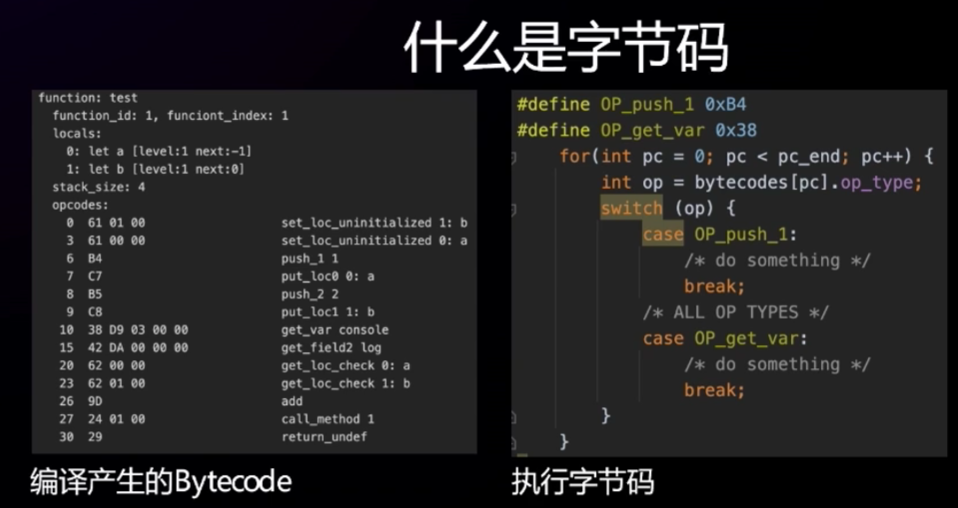 什么是字节码
function: test
function_id: 1, funciont_index: 1
locals:
0: let a [level:1 next:-1]
1: let b [level:1 next:0]
stack_size: 4
opcodes:
0 61 01 00 set_loc_uninitialized 1: b
3 61 00 00 set_loc_uninitialized 0: a
6 B4 push_1 1
7 C7 put_loc0 0: a
8 B5 push_2 2
9 C8 put_loc1 1: b
10 38 D9 03 00 00 get_var console
15 42 DA 00 00 00 get_field2 log
20 62 00 00 get_loc_check 0: a
23 62 01 00 get_loc_check 1: b
26 9D add
27 24 01 00 call_method 1
30 29 return_undef
编译产生的Bytecode
#define OP_push_1 0xB4
#define OP_get_var 0x38
for(int pc = 0; pc < pc_end; pc++) {
int op = bytecodes[pc].op_type;
switch (op) {
case OP_push_1:
/* do something */
break;
/* ALL OP TYPES */
case OP_get_var:
/* do something */
break;
}
}
执行字节码